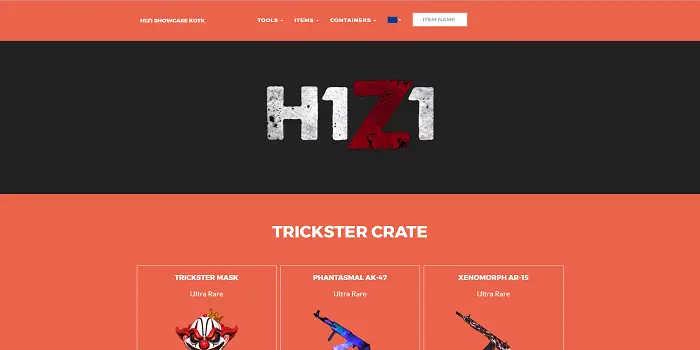 H1Z1 SHOWCASE KOTK
TOOLS
ITEMS
CONTAINERS
ITEM NAME
H1Z1
TRICKSTER CRATE
TRICKSTER MASK
PHANTASMAL AK-47
XENOMORPH AR-15
Ultra Rare
Ultra Rare
Ultra Rare